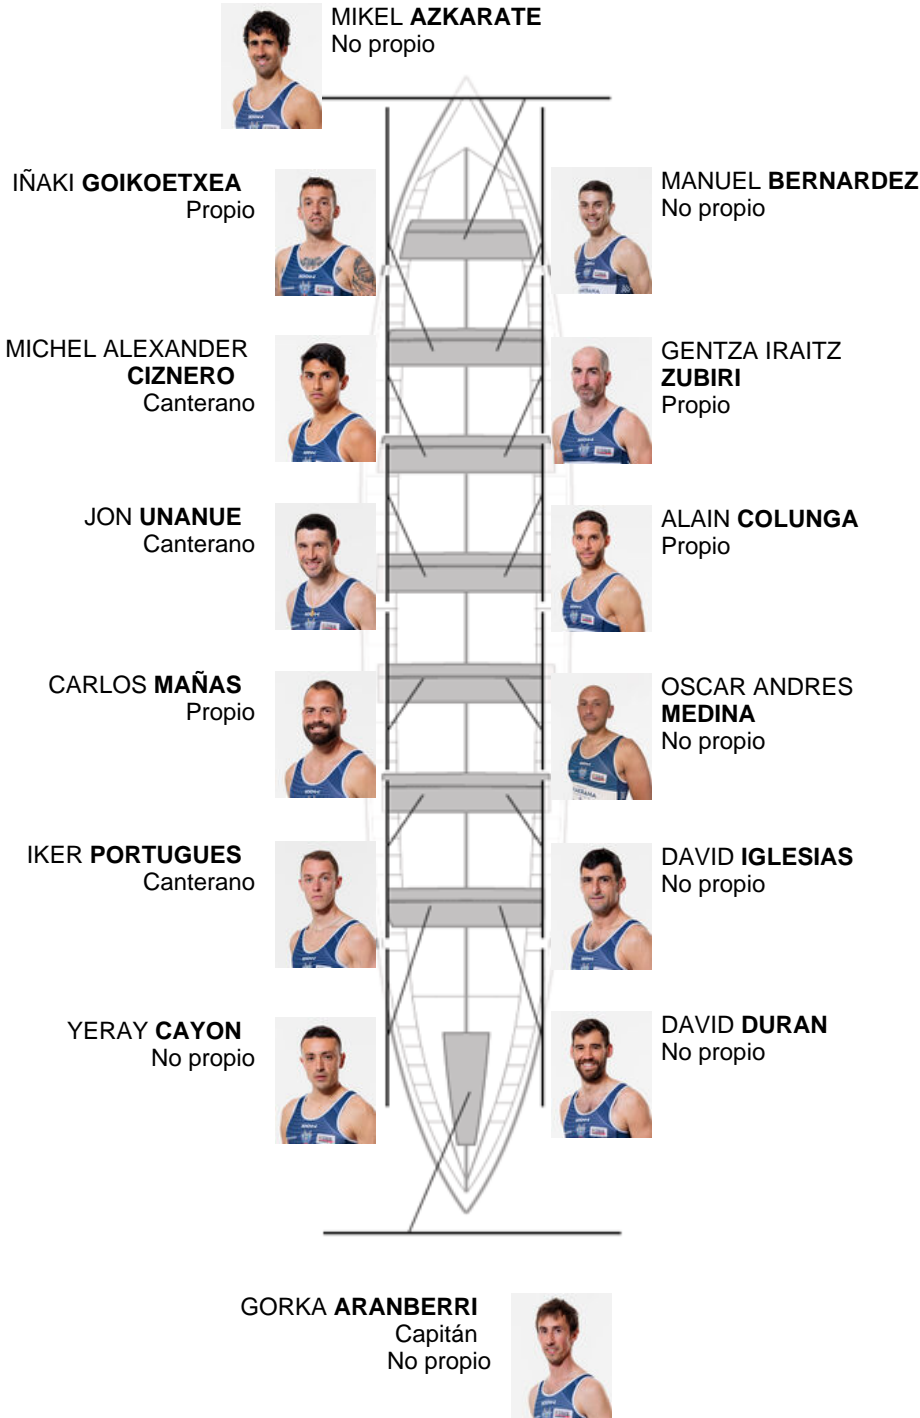 MIKEL AZKARATE
No propio
IÑAKI GOIKOETXEA
Propio
MANUEL BERNARDEZ
No propio
MICHEL ALEXANDER
CIZNERO
Canterano
GENTZA IRAITZ
ZUBIRI
Propio
JON UNANUE
Canterano
ALAIN COLUNGA
Propio
CARLOS MAÑAS
Propio
OSCAR ANDRES
MEDINA
No propio
IKER PORTUGUES
Canterano
DAVID IGLESIAS
No propio
YERAY CAYON
No propio
DAVID DURAN
No propio
GORKA ARANBERRI
Capitán
No propio